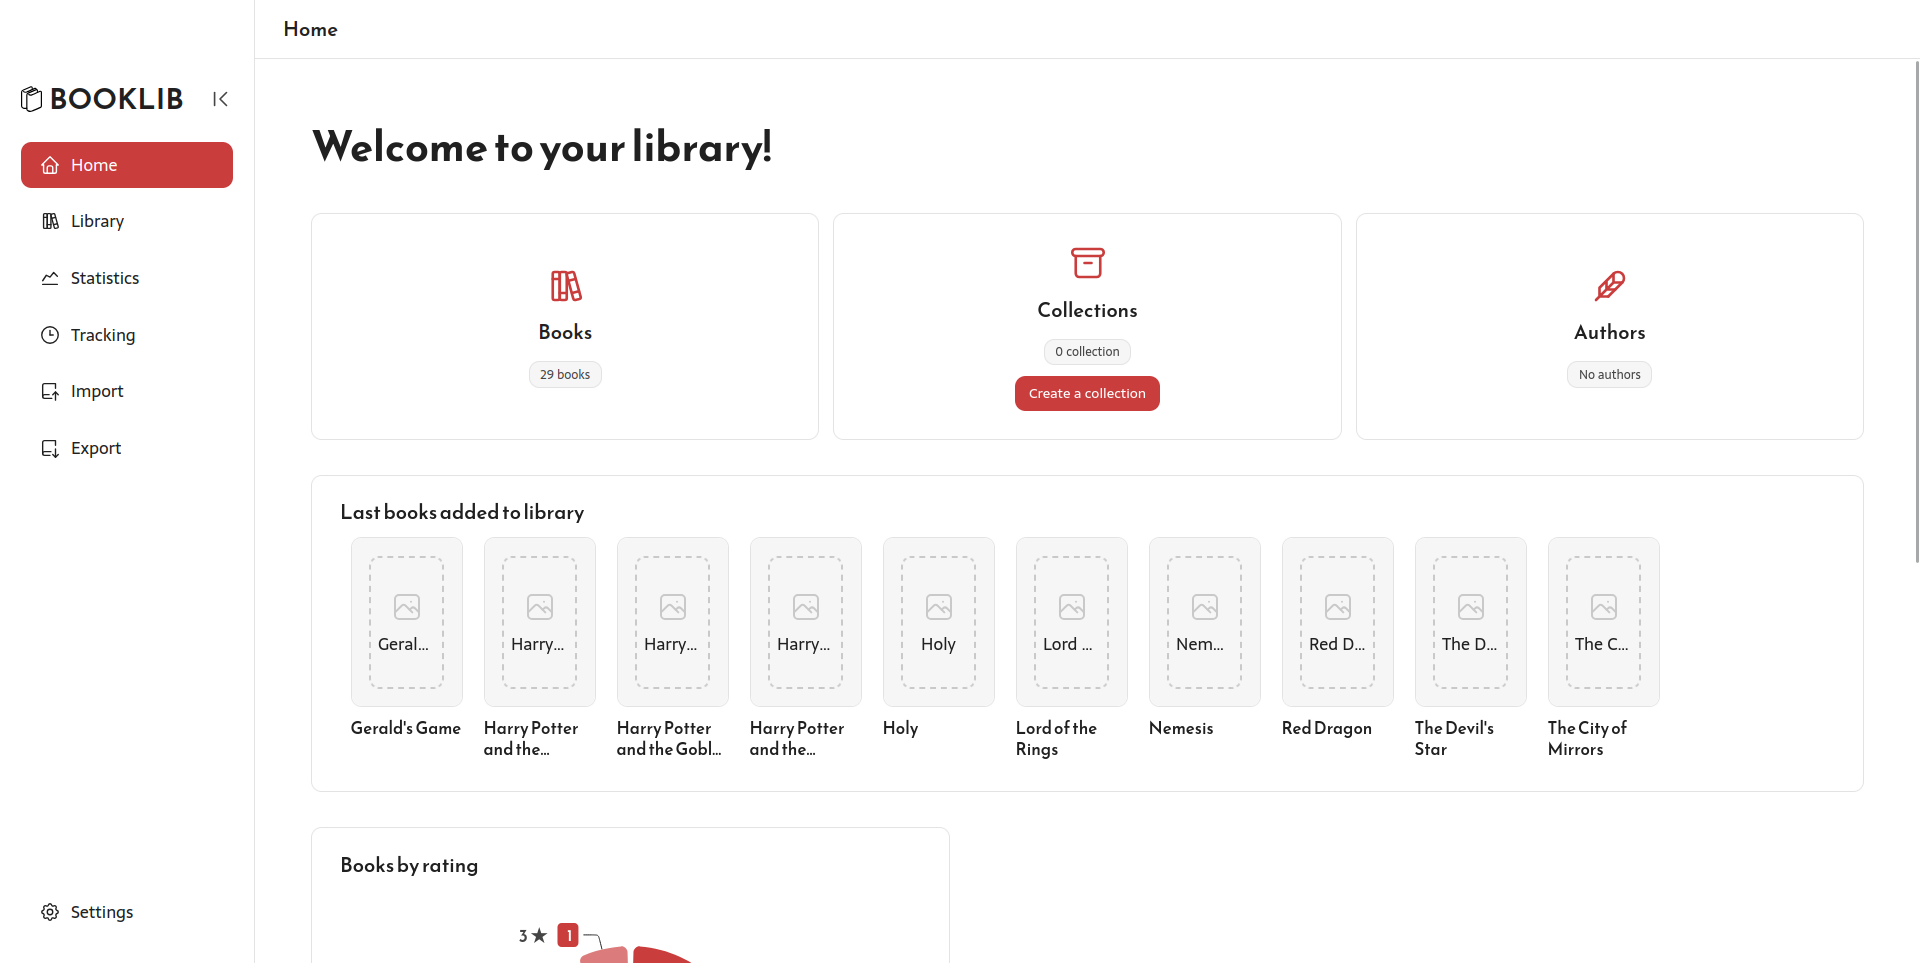 Home
BOOKLIB
Home
Library
Statistics
Tracking
Import
Export
Settings
Welcome to your library!
Books
29 books
Collections
0 collection
Create a collection
Authors
No authors
Last books added to library
Geral...
Harry...
Harry...
Harry...
Holy
Lord ...
Nem...
Red D...
The D...
The C...
Gerald's Game
Harry Potter
and the...
Harry Potter
and the Gobl...
Harry Potter
and the...
Holy
Lord of the
Rings
Nemesis
Red Dragon
The Devil's
Star
The City of
Mirrors
Books by rating
3 ★ 1